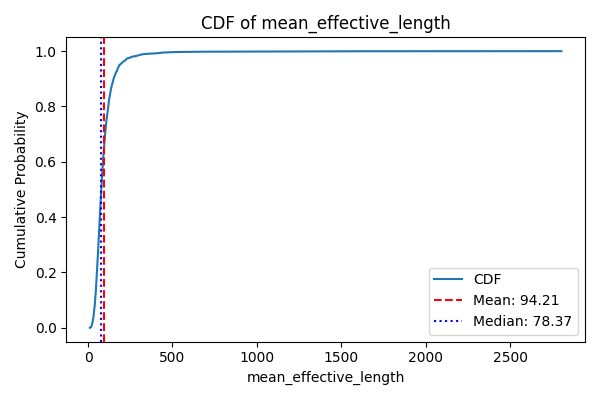 CDF of mean_effective_length
Cumulative Probability
1.0
0.8
0.6
0.4
0.2
0.0
CDF
Mean: 94.21
Median: 78.37
0 500 1000 1500 2000 2500
mean_effective_length